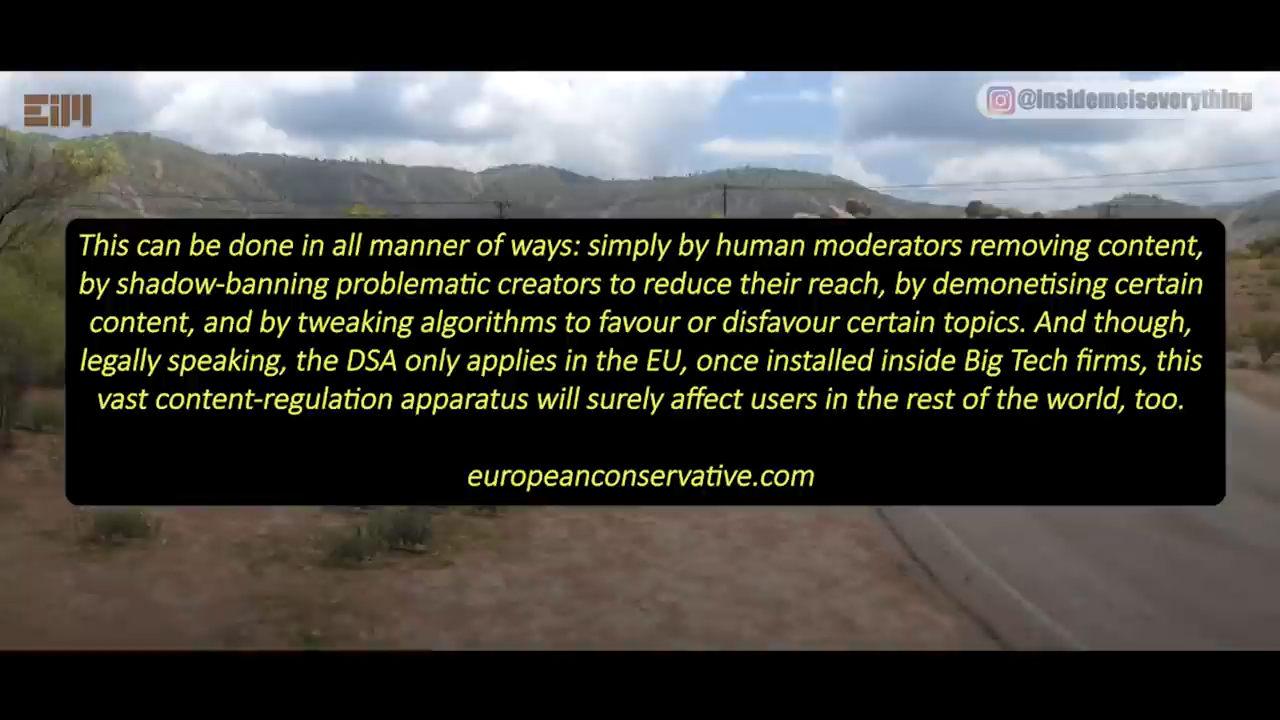 EiM
@insidemeiseverything
This can be done in all manner of ways: simply by human moderators removing content,
by shadow-banning problematic creators to reduce their reach, by demonetising certain
content, and by tweaking algorithms to favour or disfavour certain topics. And though,
legally speaking, the DSA only applies in the EU, once installed inside Big Tech firms, this
vast content-regulation apparatus will surely affect users in the rest of the world, too.
europeanconservative.com